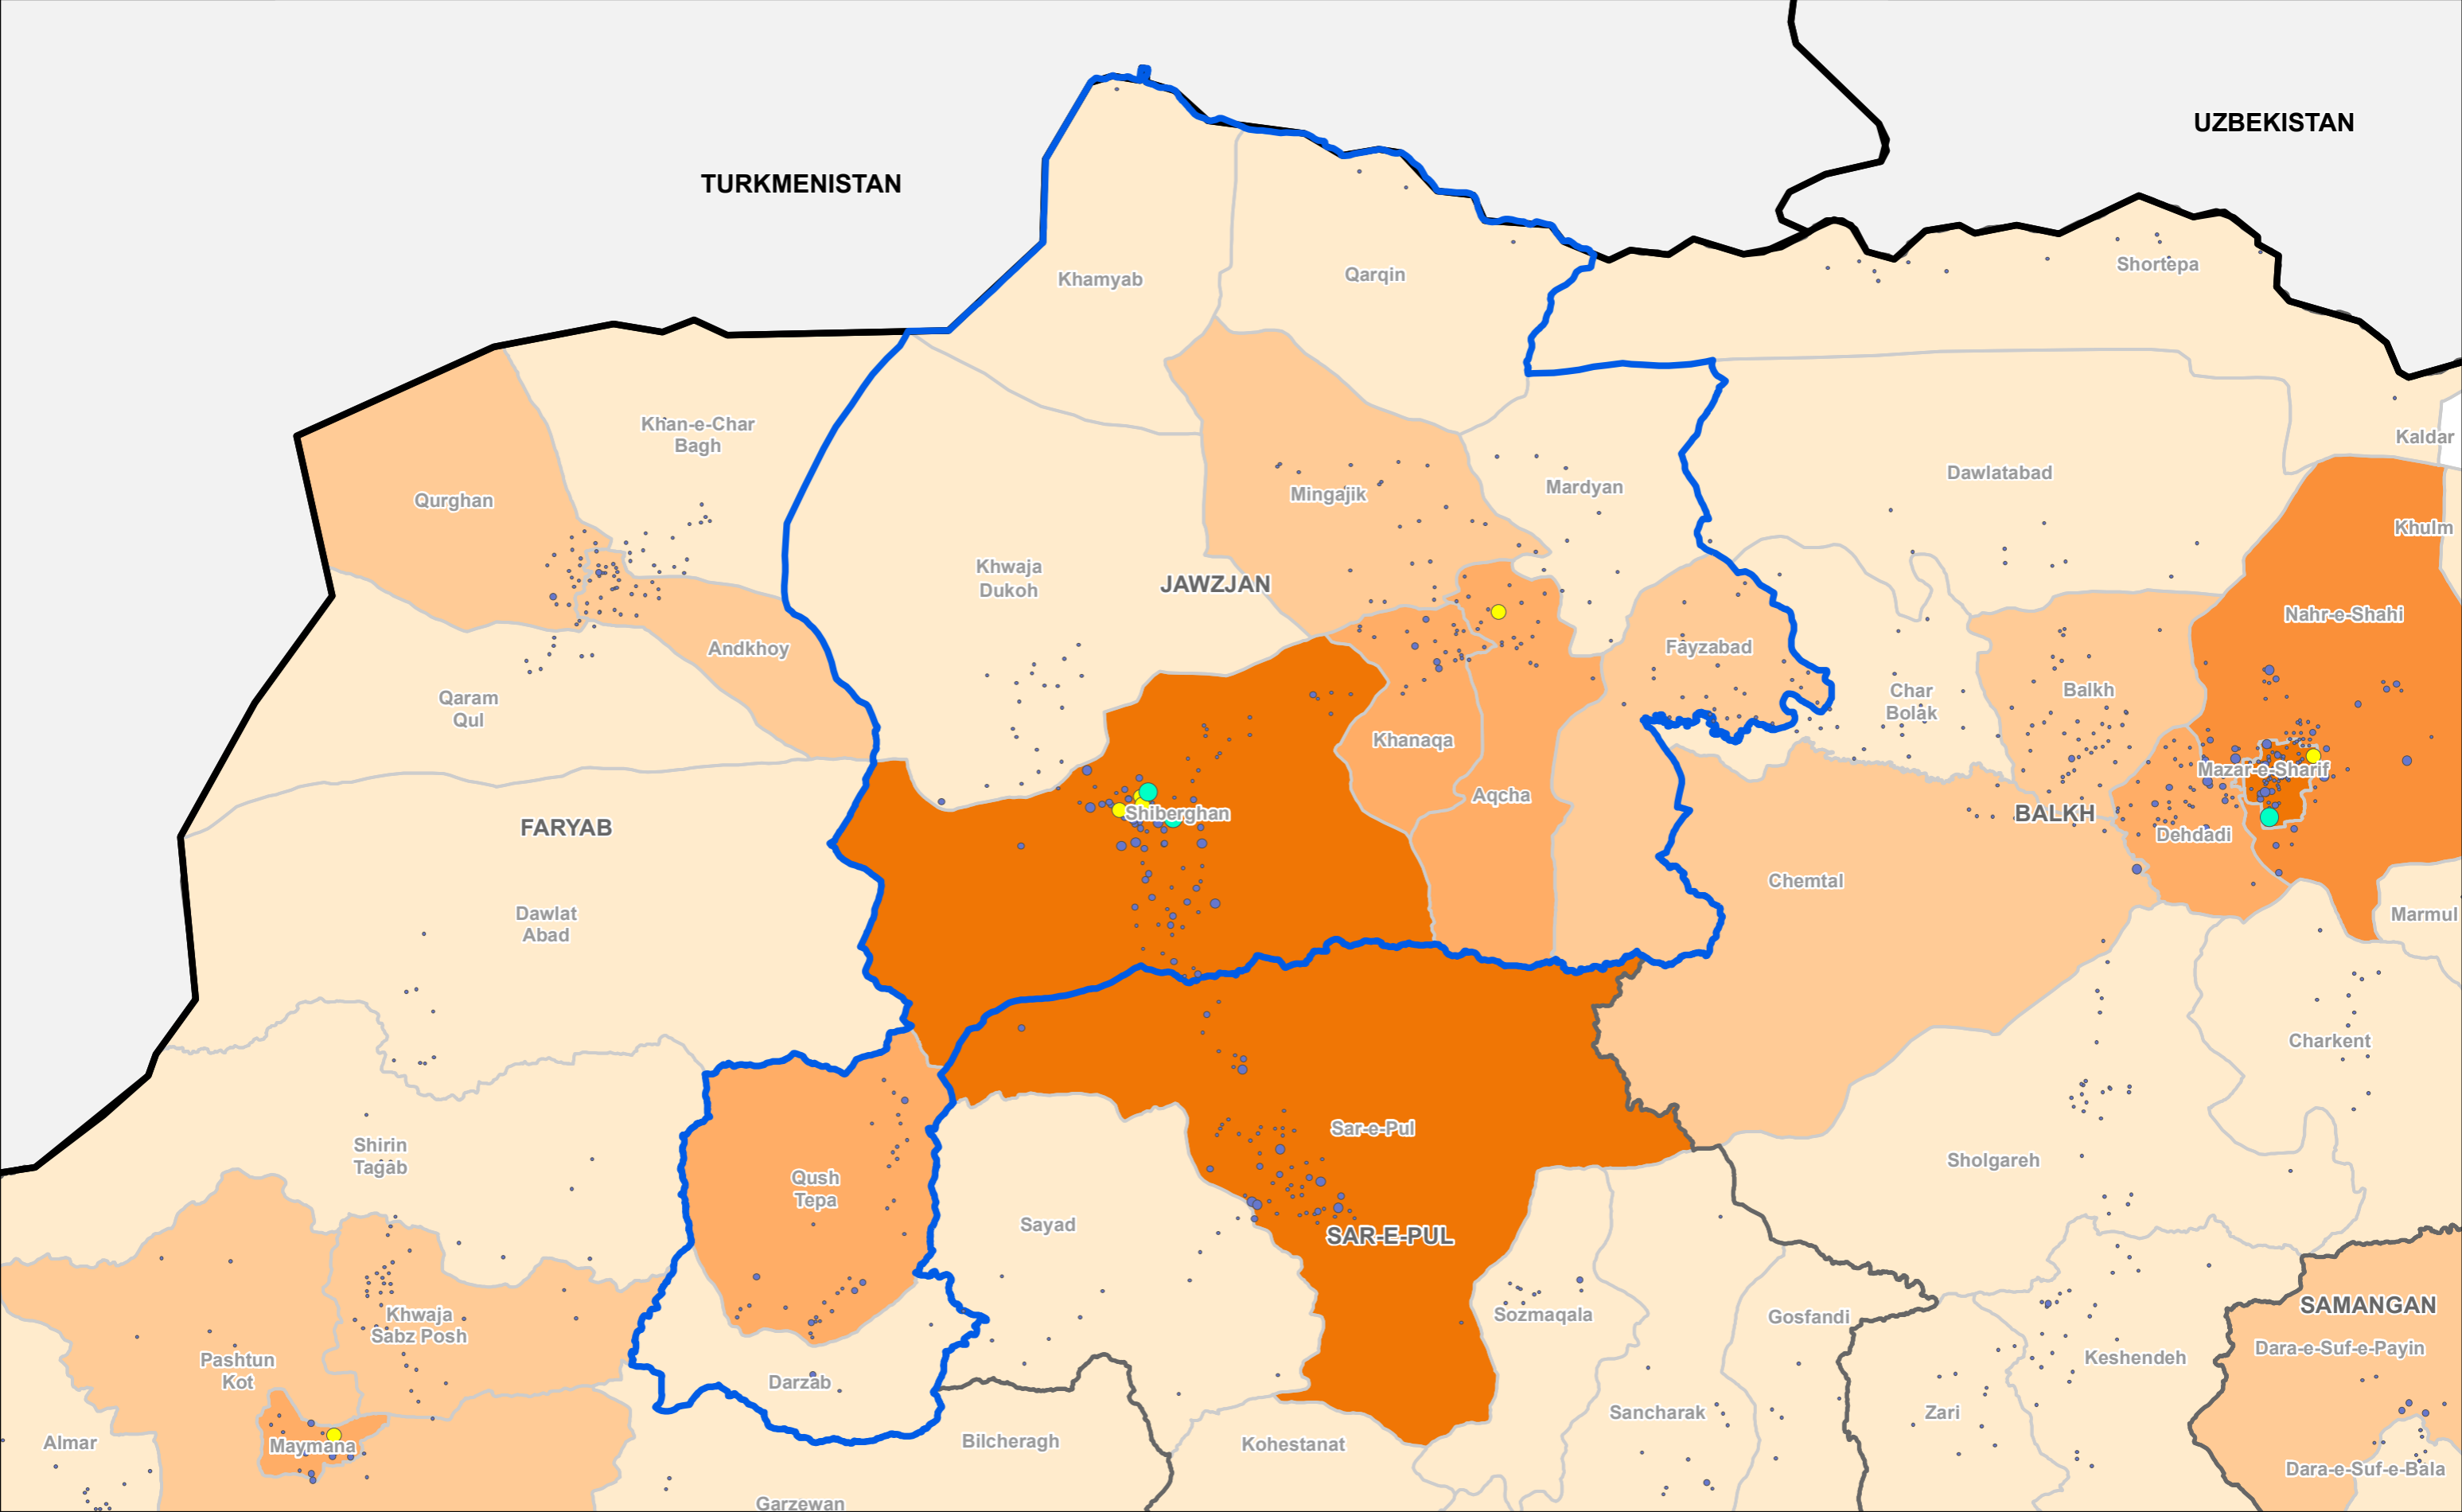 UZBEKISTAN
TURKMENISTAN
Shortepa
Qarqin
Khamyab
Khan-e-Char
Bagh
Kaldar
Dawlatabad
Mardyan
Mingajik
Qurghan
Khulm
Khwaja
Dukoh
JAWZJAN
Nahr-e-Shahi
Andkhoy
Fayzabad
Qaram
Qul
Char
Bolak
Balkh
Khanaqa
Mazar-e-Sharif
Aqcha
Shiberghan
BALKH
FARYAB
Dehdadi
Chemtal
Dawlat
Abad
Marmul
Charkent
Sar-e-Pul
Shirin
Tagab
Sholgareh
Qush
Tepa
Sayad
SAR-E-PUL
SAMANGAN
Khwaja
Sabz Posh
Sozmaqala
Gosfandi
Dara-e-Suf-e-Payin
Keshendeh
Pashtun
Kot
Darzab
Sancharak
Zari
Almar
Maymana
Bilcheragh
Kohestanat
Dara-e-Suf-e-Bala
Garzewan